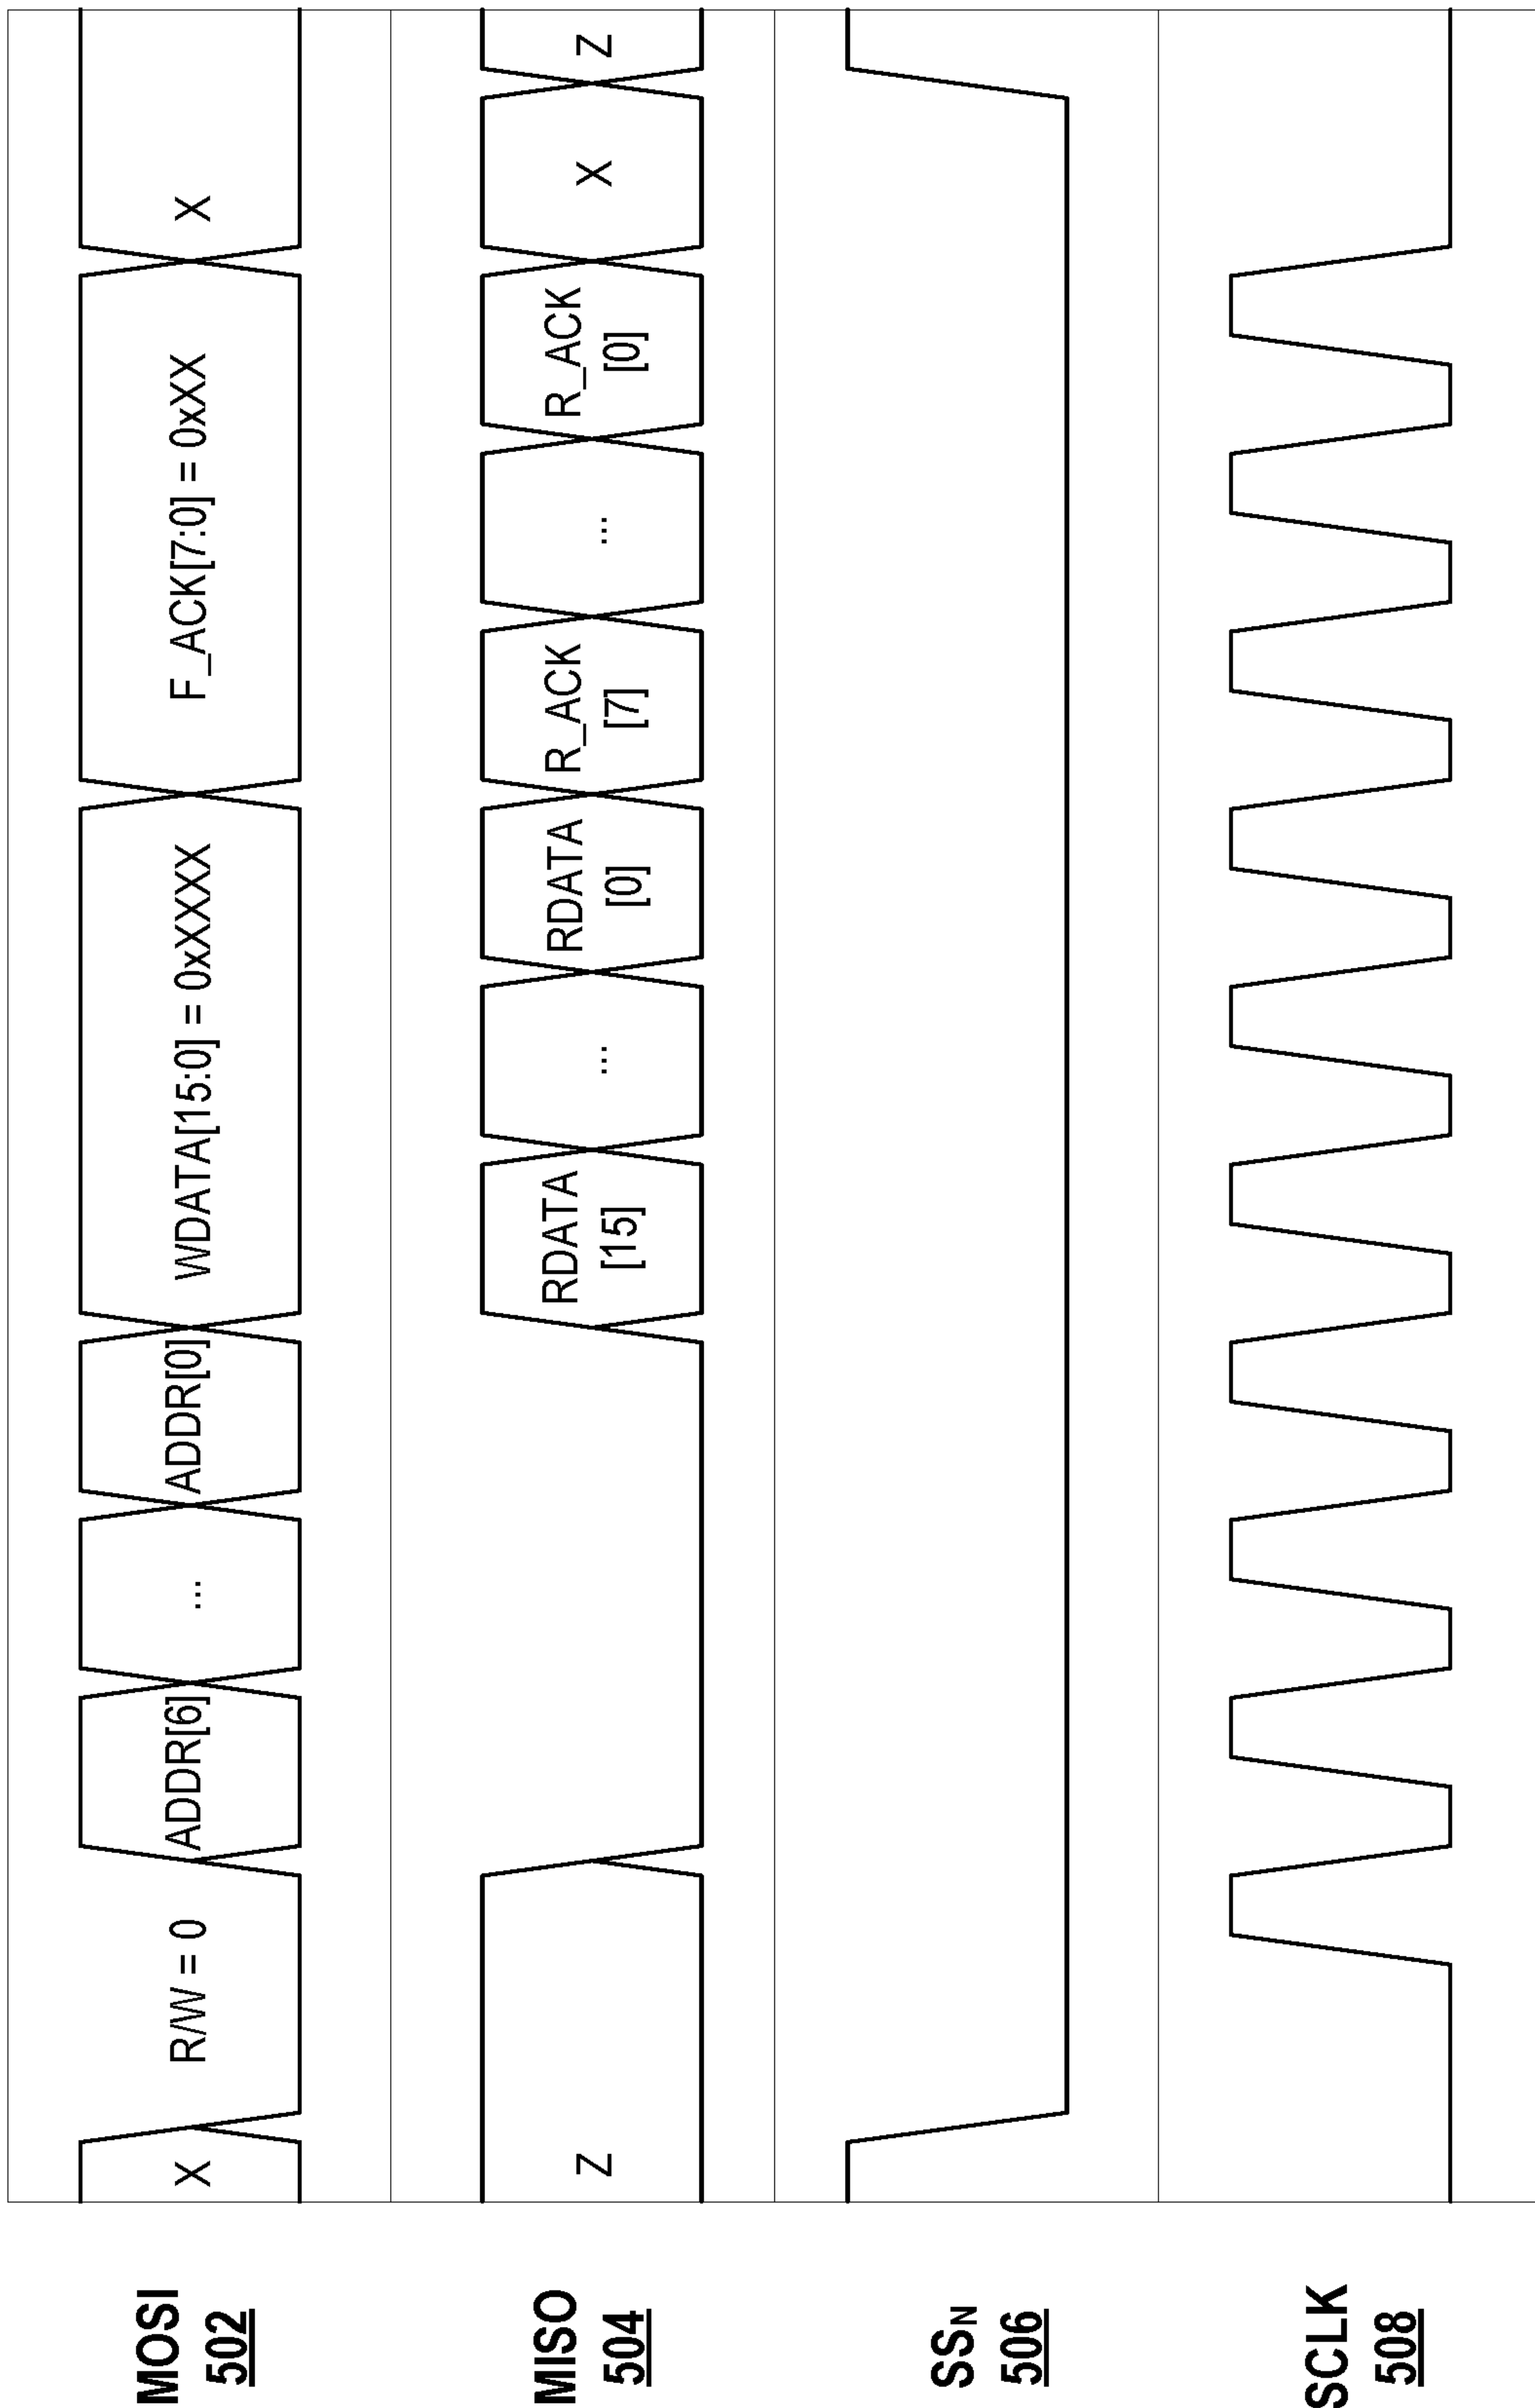 MOSI
502
X
R/W = 0
ADDR[6]
...
ADDR[0]
WDATA[15:0] = 0xXXXX
F_ACK[7:0] = 0xXX
X
MISO
504
Z
RDATA
[15]
...
RDATA
[0]
R_ACK
[7]
...
R_ACK
[0]
X
Z
SSN
506
SCLK
508